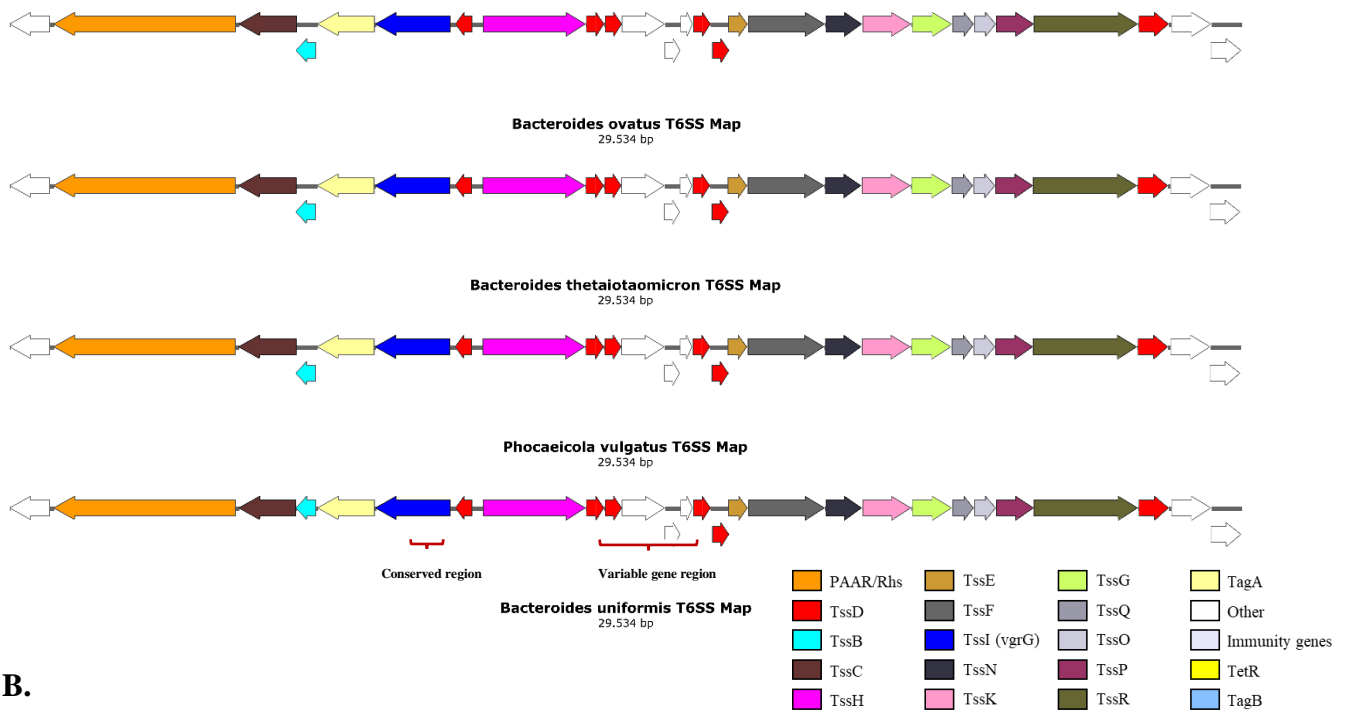 Bacteroides ovatus T6SS Map
29.534 bp
Bacteroides thetaiotaomicron T6SS Map
29.534 bp
Phocaeicola vulgatus T6SS Map
29.534 bp
Conserved region
Variable gene region
Bacteroides uniformis T6SS Map
29.534 bp
PAAR/Rhs
TssD
TssB
TssC
TssH
TssE
TssF
TssI (vgrG)
TssN
TssK
TssG
TssQ
TssO
TssP
TssR
TagA
Other
Immunity genes
TetR
TagB
B.